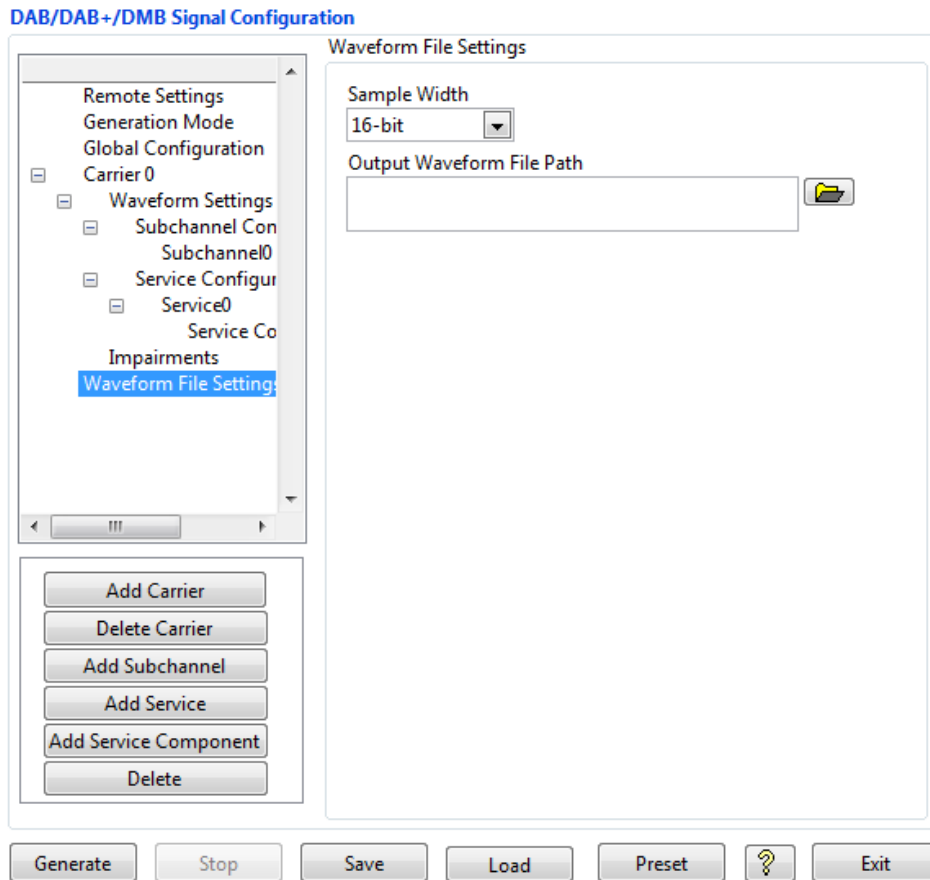 DAB/DAB+/DMB Signal Configuration
Waveform File Settings
Remote Settings
Generation Mode
Global Configuration
Carrier 0
Waveform Settings
Subchannel Con
Subchannel0
Service Configur
Service0
Service Co
Impairments
Waveform File Settings
Sample Width
16-bit
Output Waveform File Path
Add Carrier
Delete Carrier
Add Subchannel
Add Service
Add Service Component
Delete
Generate
Stop
Save
Load
Preset
?
Exit